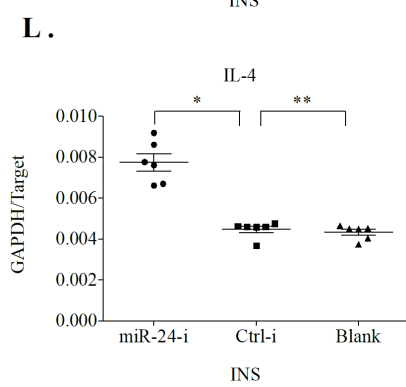 INS
L.
IL-4
* **
0.010
0.008
0.006
0.004
0.002
0.000
GAPDH/Target
miR-24-i Ctrl-i Blank
INS